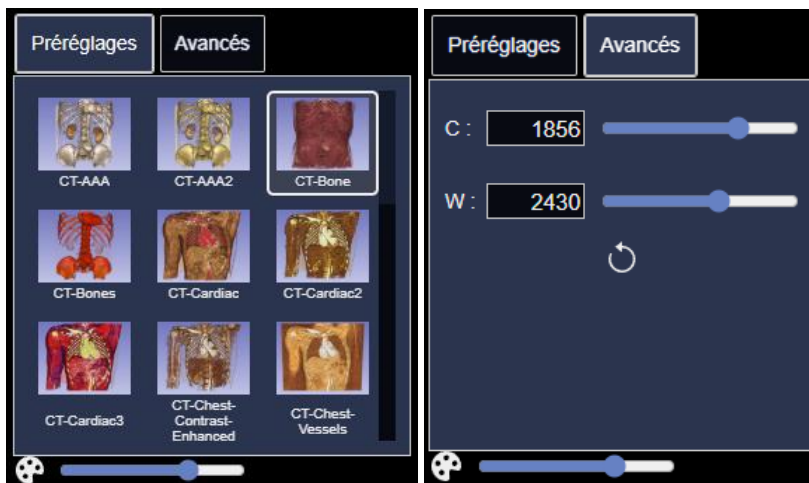 Préréglages
Avancés
CT-AAA
CT-AAA2
CT-Bone
CT-Bones
CT-Cardiac
CT-Cardiac2
CT-Cardiac3
CT-Chest-
Contrast-
Enhanced
CT-Chest-
Vessels
Préréglages
Avancés
C : 1856
W : 2430